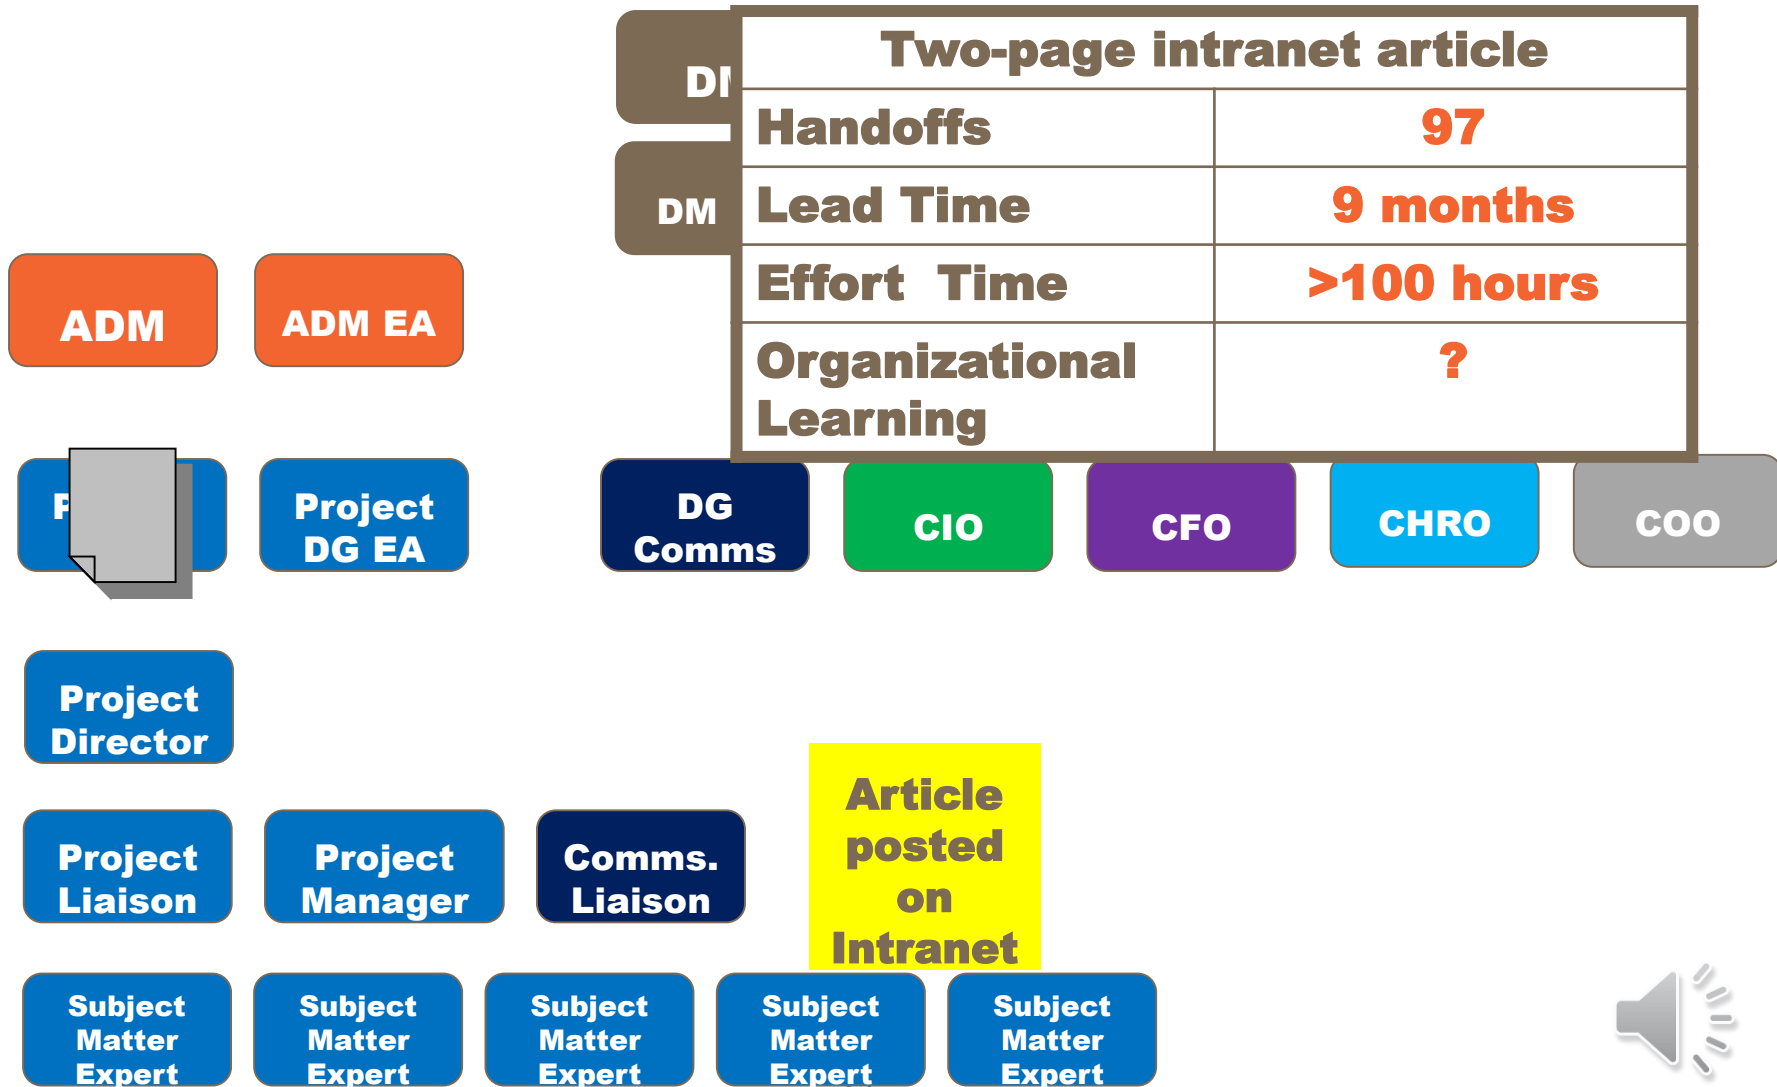 Two-page intranet article
Handoffs 97
Lead Time 9 months
Effort Time >100 hours
Organizational ?
Learning
DM
ADM
ADM EA
Project
DG EA
DG
Comms
CIO
CFO
CHRO
COO
Project
Director
Project
Liaison
Project
Manager
Comms.
Liaison
Article
posted
on
Intranet
Subject
Matter
Expert
Subject
Matter
Expert
Subject
Matter
Expert
Subject
Matter
Expert
Subject
Matter
Expert